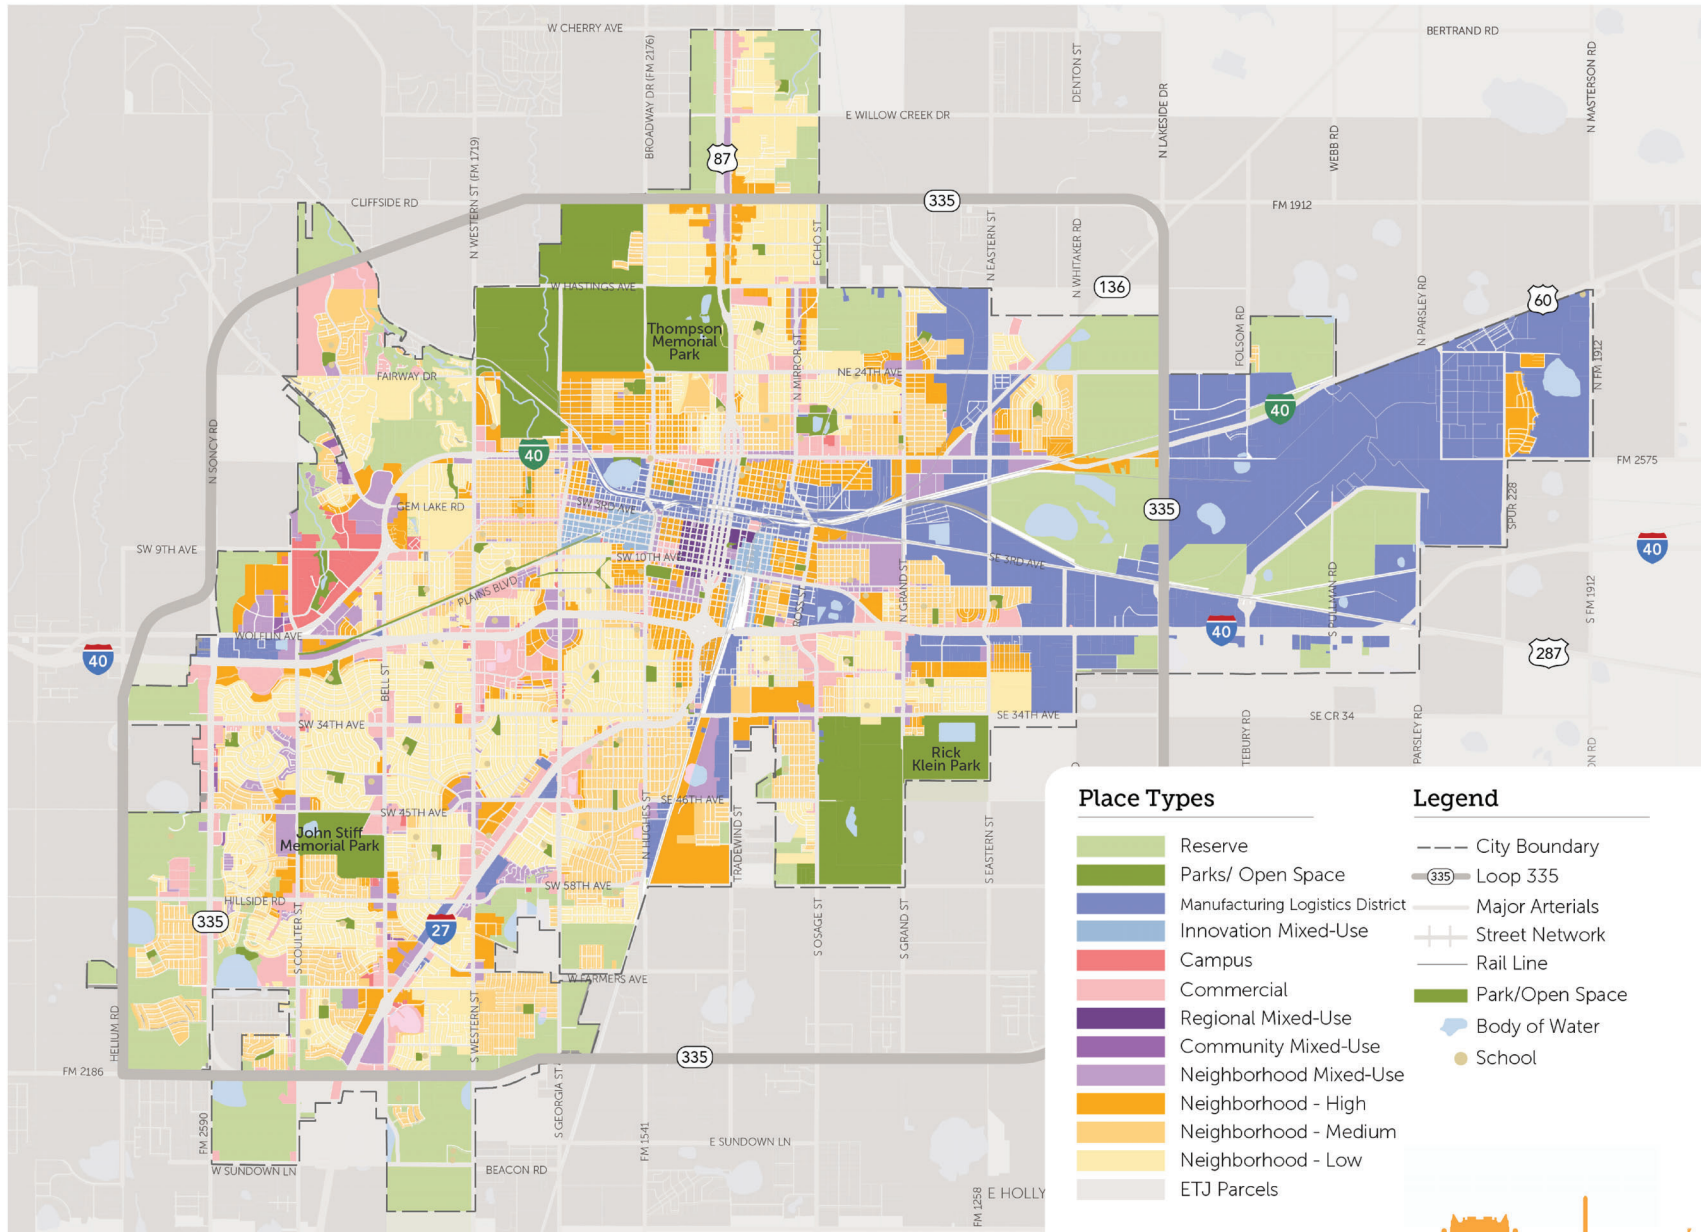 W CHERRY AVE
BERTRAND RD
BROADWAY DR (FM 2176)
DENTON ST
N MASTERSON RD
E WILLOW CREEK DR
N LAKESIDE DR
WEBB RD
87
N WESTERN ST (FM 1719)
CLIFFSIDE RD
335
FM 1912
ECHO ST
N EASTERN ST
N WHITAKER RD
W HASTINGS AVE
136
60
N PARSLEY RD
FOLSOM RD
Thompson
Memorial
Park
N MIRROR ST
NE 24TH AVE
N FM 1912
FAIRWAY DR
40
N SONCY RD
40
FM 2575
GEM LAKE RD
SW 3RD AVE
335
SPUR 228
SW 9TH AVE
SW 10TH AVE
SE 3RD AVE
40
PLAINS BLVD
ROSS ST
N GRAND ST
S PULLMAN RD
S FM 1912
WOLFLIN AVE
40
40
287
BELL ST
SW 34TH AVE
SE 34TH AVE
SE CR 34
PARSLEY RD
Rick
Klein Park
SE 46TH AVE
N HUGHES ST
TRADEWIND ST
SW 45TH AVE
John Stiff
Memorial Park
S EASTERN ST
SW 58TH AVE
HILLSIDE RD
335
S COULTER ST
27
S OSAGE ST
S GRAND ST
W FARMERS AVE
HELIUM RD
S WESTERN ST
335
FM 2186
S GEORGIA ST
FM 2590
FM 1541
E SUNDOWN LN
W SUNDOWN LN
BEACON RD
FM 1258
E HOLLY
Place Types
Reserve
Parks/ Open Space
Manufacturing Logistics District
Innovation Mixed-Use
Campus
Commercial
Regional Mixed-Use
Community Mixed-Use
Neighborhood Mixed-Use
Neighborhood - High
Neighborhood - Medium
Neighborhood - Low
ETJ Parcels
Legend
City Boundary
335 Loop 335
Major Arterials
Street Network
Rail Line
Park/Open Space
Body of Water
School